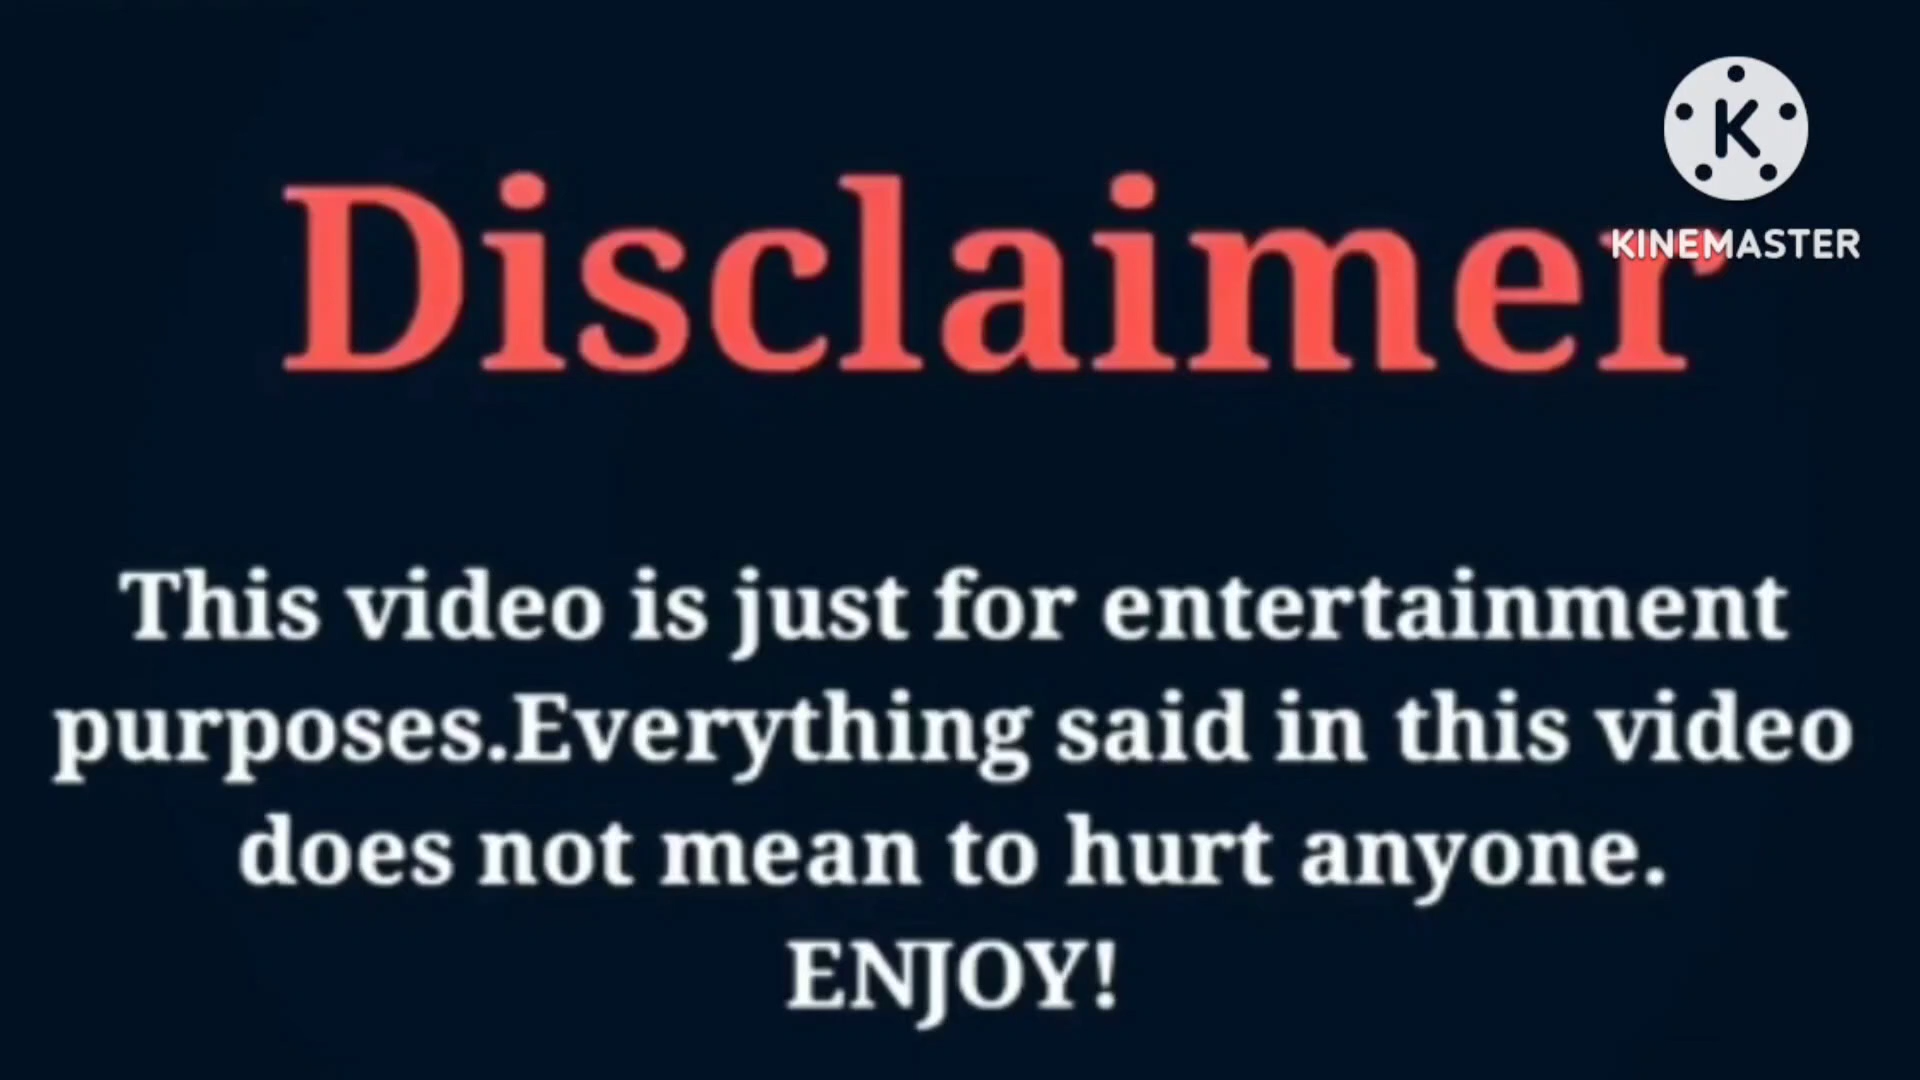 K
KINEMASTER
Disclaimer
This video is just for entertainment
purposes.Everything said in this video
does not mean to hurt anyone.
ENJOY!